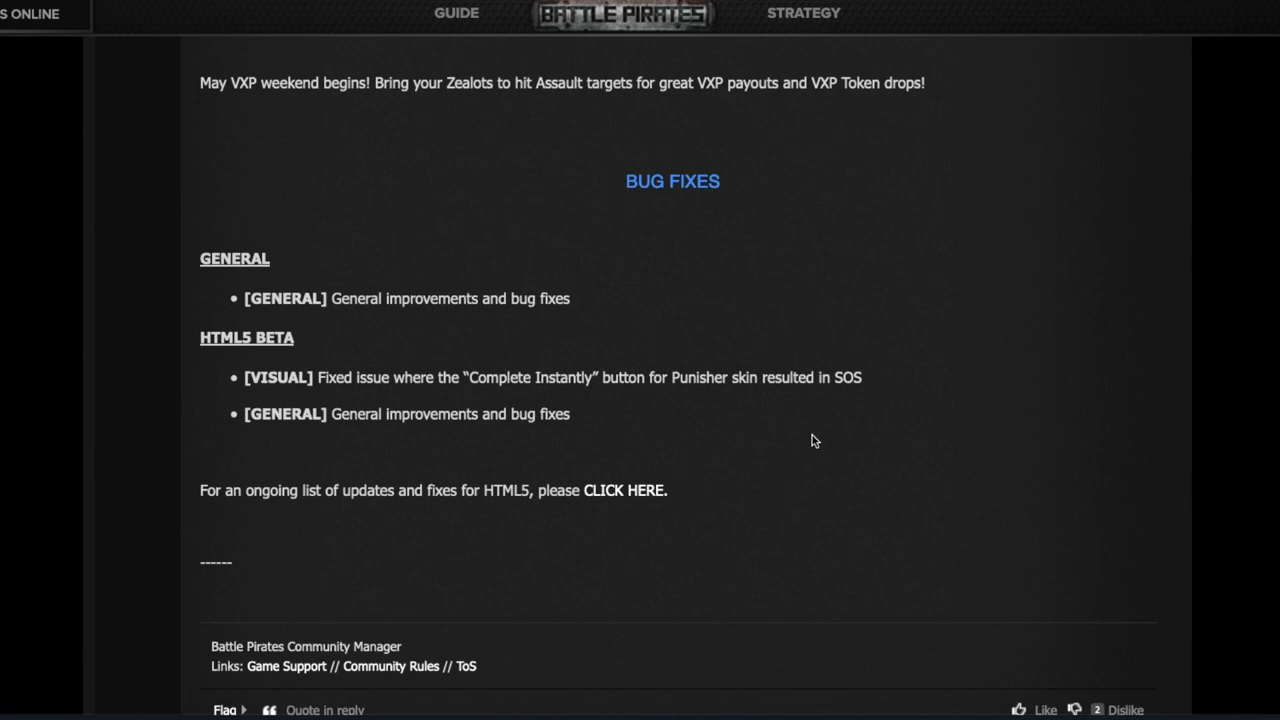 S ONLINE
GUIDE
BATTLE PIRATES
STRATEGY
May VXP weekend begins! Bring your Zealots to hit Assault targets for great VXP payouts and VXP Token drops!
BUG FIXES
GENERAL
• [GENERAL] General improvements and bug fixes
HTML5 BETA
• [VISUAL] Fixed issue where the “Complete Instantly” button for Punisher skin resulted in SOS
• [GENERAL] General improvements and bug fixes
For an ongoing list of updates and fixes for HTML5, please CLICK HERE.
------
Battle Pirates Community Manager
Links: Game Support // Community Rules // ToS
Flag
Quote in reply
Like
2 Dislike